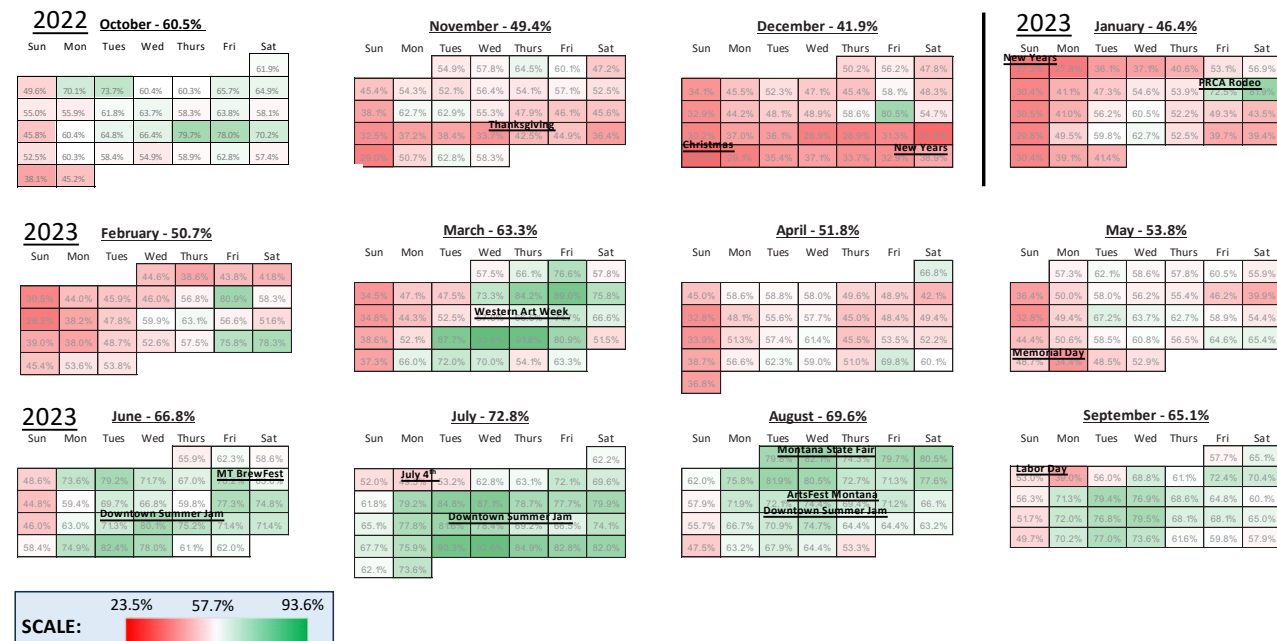 2022 October - 60.5%
Sun Mon Tues Wed Thurs Fri Sat
61.9%
49.6% 70.1% 73.7% 60.4% 60.3% 65.7% 64.9%
55.0% 55.9% 61.8% 63.7% 58.3% 63.8% 58.1%
45.8% 60.4% 64.8% 66.4% 79.7% 78.0% 70.2%
52.5% 60.3% 58.4% 54.9% 58.9% 62.8% 57.4%
38.1% 45.2%
November - 49.4%
Sun Mon Tues Wed Thurs Fri Sat
54.9% 57.8% 64.5% 60.1% 47.2%
45.4% 54.3% 52.1% 56.4% 54.1% 57.1% 52.5%
38.1% 62.7% 62.9% 55.3% 47.9% 46.1% 45.6%
Thanksgiving
32.5% 37.2% 38.4% 33.7% 42.5% 44.9% 36.4%
50.7% 62.8% 58.3%
December - 41.9%
Sun Mon Tues Wed Thurs Fri Sat
50.2% 56.2% 47.8%
34.1% 45.5% 52.3% 47.1% 45.4% 58.1% 48.3%
32.9% 44.2% 48.1% 48.9% 58.6% 80.5% 54.7%
37.0% 36.1% 31.3%
Christmas New Years
35.4% 37.1% 33.7% 38.9%
2023 January - 46.4%
Sun Mon Tues Wed Thurs Fri Sat
New Years
36.1% 37.1% 40.6% 53.1% 56.9%
PRCA Rodeo
30.4% 41.1% 47.3% 54.6% 53.9% 72.5%
30.5% 41.0% 56.2% 60.5% 52.2% 49.3% 43.5%
49.5% 59.8% 62.7% 52.5% 39.7% 39.4%
30.4% 39.1% 41.4%
2023 February - 50.7%
Sun Mon Tues Wed Thurs Fri Sat
44.6% 38.6% 43.8% 41.8%
30.5% 44.0% 45.9% 46.0% 56.8% 80.9% 58.3%
38.2% 47.8% 59.9% 63.1% 56.6% 51.6%
39.0% 38.0% 48.7% 52.6% 57.5% 75.8% 78.3%
45.4% 53.6% 53.8%
March - 63.3%
Sun Mon Tues Wed Thurs Fri Sat
57.5% 66.1% 76.6% 57.8%
34.5% 47.1% 47.5% 73.3% 84.2% 75.8%
Western Art Week
34.8% 44.3% 52.5% 66.6%
38.6% 52.1% 80.9% 51.5%
37.3% 66.0% 72.0% 70.0% 54.1% 63.3%
April - 51.8%
Sun Mon Tues Wed Thurs Fri Sat
66.8%
45.0% 58.6% 58.8% 58.0% 49.6% 48.9% 42.1%
32.8% 48.1% 55.6% 57.7% 45.0% 48.4% 49.4%
33.9% 51.3% 57.4% 61.4% 45.5% 53.5% 52.2%
38.7% 56.6% 62.3% 59.0% 51.0% 69.8% 60.1%
36.8%
May - 53.8%
Sun Mon Tues Wed Thurs Fri Sat
57.3% 62.1% 58.6% 57.8% 60.5% 55.9%
36.4% 50.0% 58.0% 56.2% 55.4% 46.2% 39.9%
32.8% 49.4% 67.2% 63.7% 62.7% 58.9% 54.4%
44.4% 50.6% 58.5% 60.8% 56.5% 64.6% 65.4%
Memorial Day
48.7% 48.5% 52.9%
2023 June - 66.8%
Sun Mon Tues Wed Thurs Fri Sat
55.9% 62.3% 58.6%
MT BrewFest
48.6% 73.6% 79.2% 71.7% 67.0%
44.8% 59.4% 69.7% 66.8% 59.8% 77.3% 74.8%
Downtown Summer Jam
46.0% 63.0% 71.3% 80.1% 75.2% 71.4% 71.4%
58.4% 74.9% 82.4% 78.0% 61.1% 62.0%
July - 72.8%
Sun Mon Tues Wed Thurs Fri Sat
62.2%
July 4th
52.0% 53.2% 62.8% 63.1% 72.1% 69.6%
61.8% 79.2% 84.8% 87.1% 78.7% 77.7% 79.9%
Downtown Summer Jam
65.1% 77.8% 78.4% 69.2% 66.5% 74.1%
67.7% 75.9% 84.9% 82.8% 82.0%
62.1% 73.6%
August - 69.6%
Sun Mon Tues Wed Thurs Fri Sat
Montana State Fair
79.7% 80.5%
62.0% 75.8% 81.9% 80.5% 72.7% 71.3% 77.6%
ArtsFest Montana
57.9% 71.9% 71.2% 66.1%
Downtown Summer Jam
55.7% 66.7% 70.9% 74.7% 64.4% 64.4% 63.2%
47.5% 63.2% 67.9% 64.4% 53.3%
September - 65.1%
Sun Mon Tues Wed Thurs Fri Sat
57.7% 65.1%
Labor Day
53.0% 56.0% 68.8% 61.1% 72.4% 70.4%
56.3% 71.3% 79.4% 76.9% 68.6% 64.8% 60.1%
51.7% 72.0% 76.8% 79.5% 68.1% 68.1% 65.0%
49.7% 70.2% 77.0% 73.6% 61.6% 59.8% 57.9%
23.5% 57.7% 93.6%
SCALE: